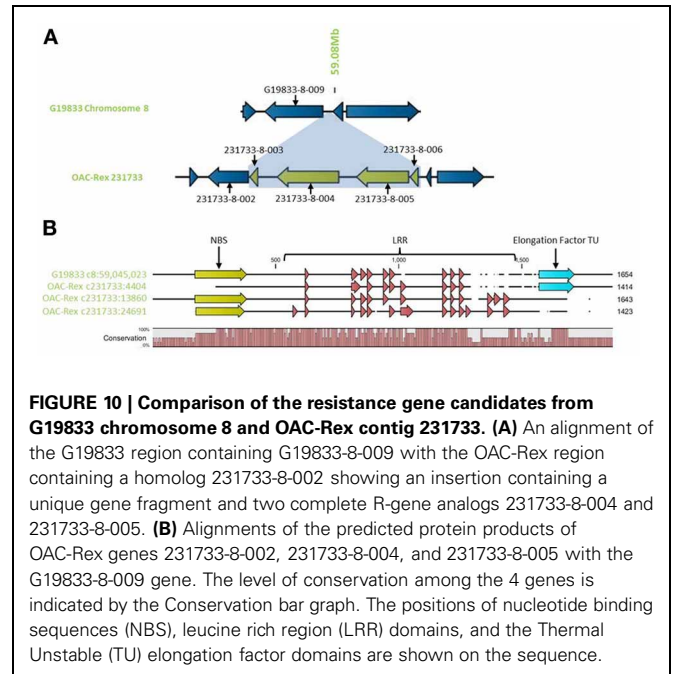 A
59.08Mb
G19833-8-009
G19833 Chromosome 8
231733-8-003
231733-8-006
OAC-Rex 231733
231733-8-002
231733-8-004
231733-8-005
B
NBS
LRR
Elongation Factor TU
500
1,000
1,500
G19833 c8:59,045,023 1654
OAC-Rex c231733:4404 1414
OAC-Rex c231733:13860 1643
OAC-Rex c231733:24691 1423
100%
Conservation
0%
FIGURE 10 | Comparison of the resistance gene candidates from
G19833 chromosome 8 and OAC-Rex contig 231733. (A) An alignment of
the G19833 region containing G19833-8-009 with the OAC-Rex region
containing a homolog 231733-8-002 showing an insertion containing a
unique gene fragment and two complete R-gene analogs 231733-8-004 and
231733-8-005. (B) Alignments of the predicted protein products of
OAC-Rex genes 231733-8-002, 231733-8-004, and 231733-8-005 with the
G19833-8-009 gene. The level of conservation among the 4 genes is
indicated by the Conservation bar graph. The positions of nucleotide binding
sequences (NBS), leucine rich region (LRR) domains, and the Thermal
Unstable (TU) elongation factor domains are shown on the sequence.